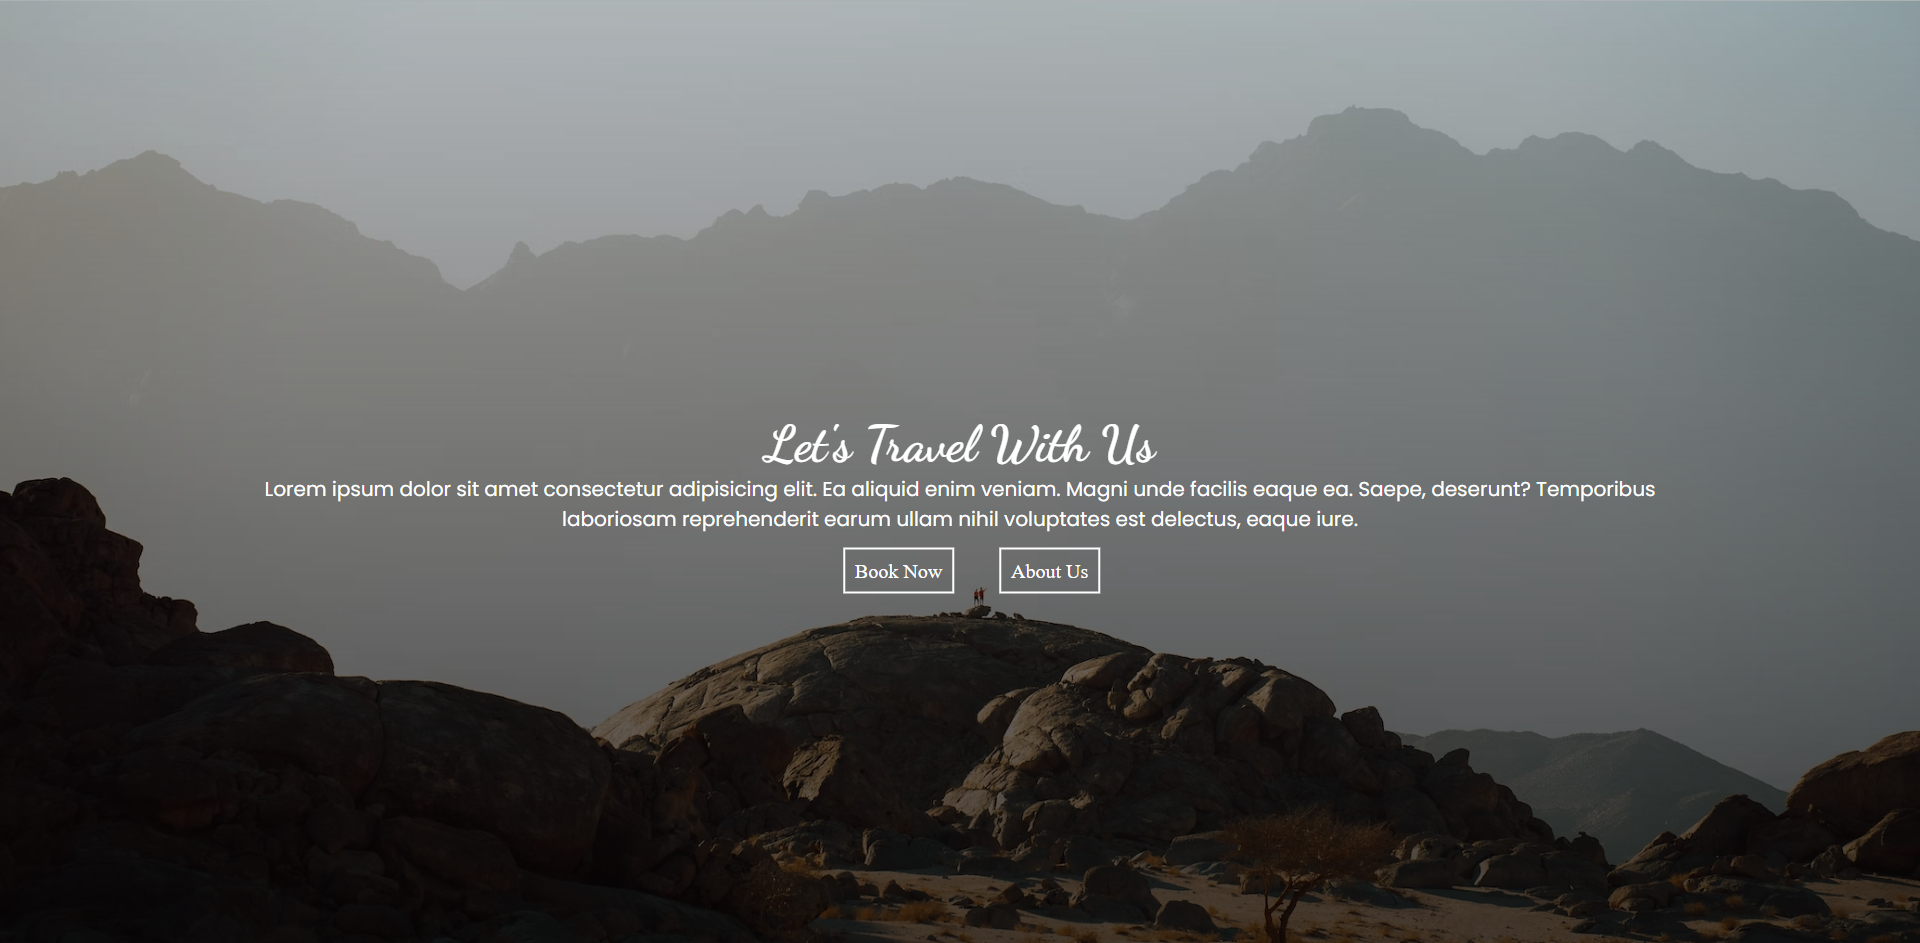 Let's Travel With Us
Lorem ipsum dolor sit amet consectetur adipisicing elit. Ea aliquid enim veniam. Magni unde facilis eaque ea. Saepe, deserunt? Temporibus
laboriosam reprehenderit earum ullam nihil voluptates est delectus, eaque iure.
Book Now
About Us